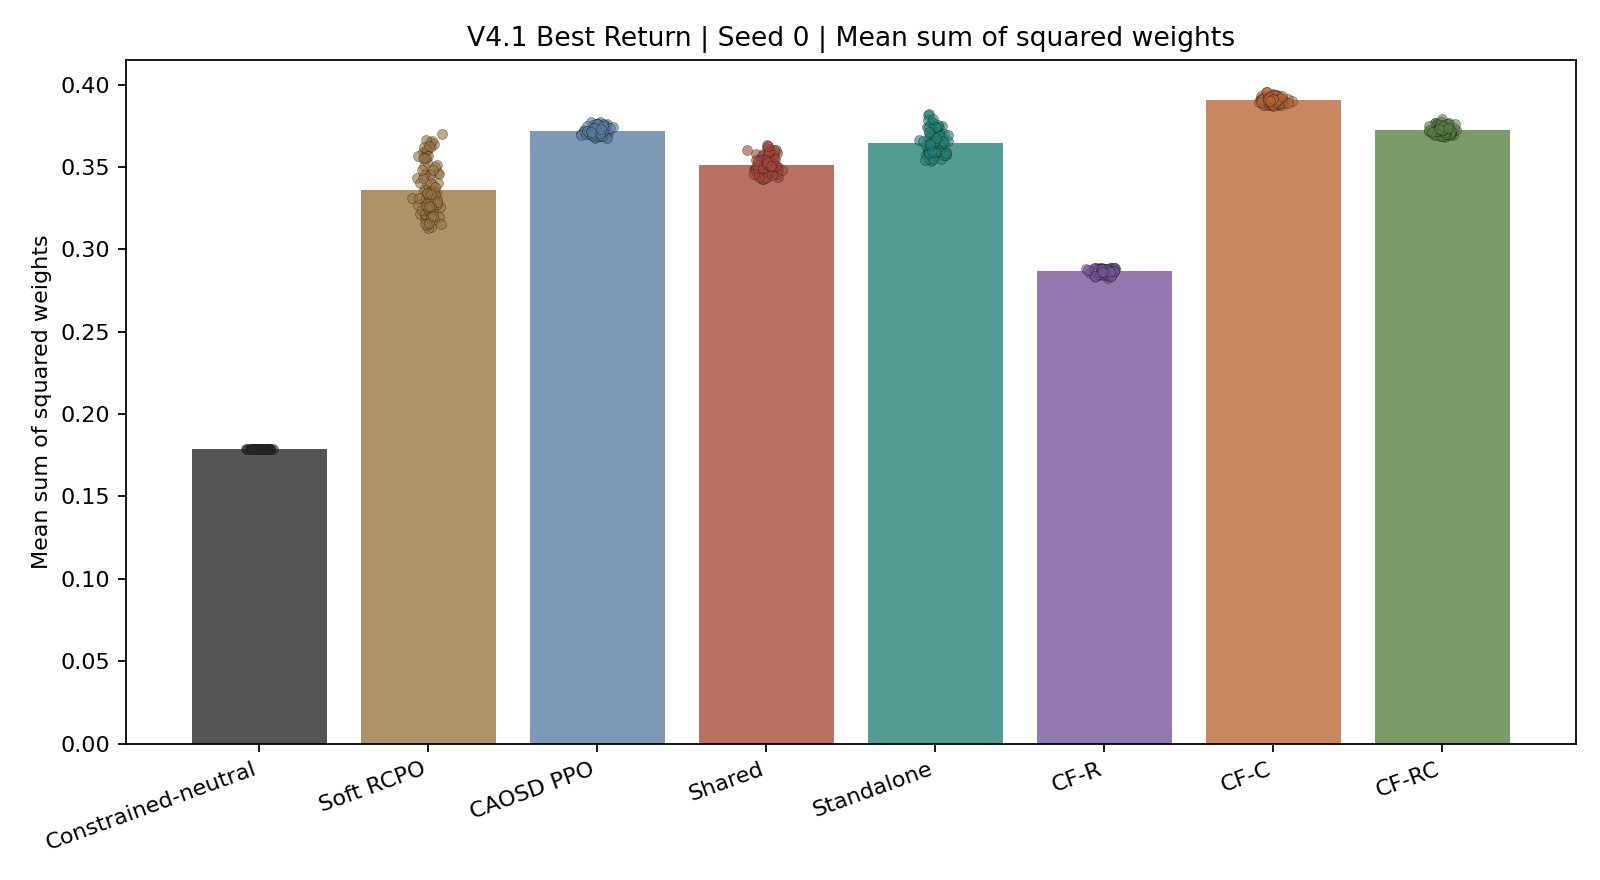 V4.1 Best Return | Seed 0 | Mean sum of squared weights
Mean sum of squared weights
0.40
0.35
0.30
0.25
0.20
0.15
0.10
0.05
0.00
Constrained-neutral
Soft RCPO
CAOSD PPO
Shared
Standalone
CF-R
CF-C
CF-RC